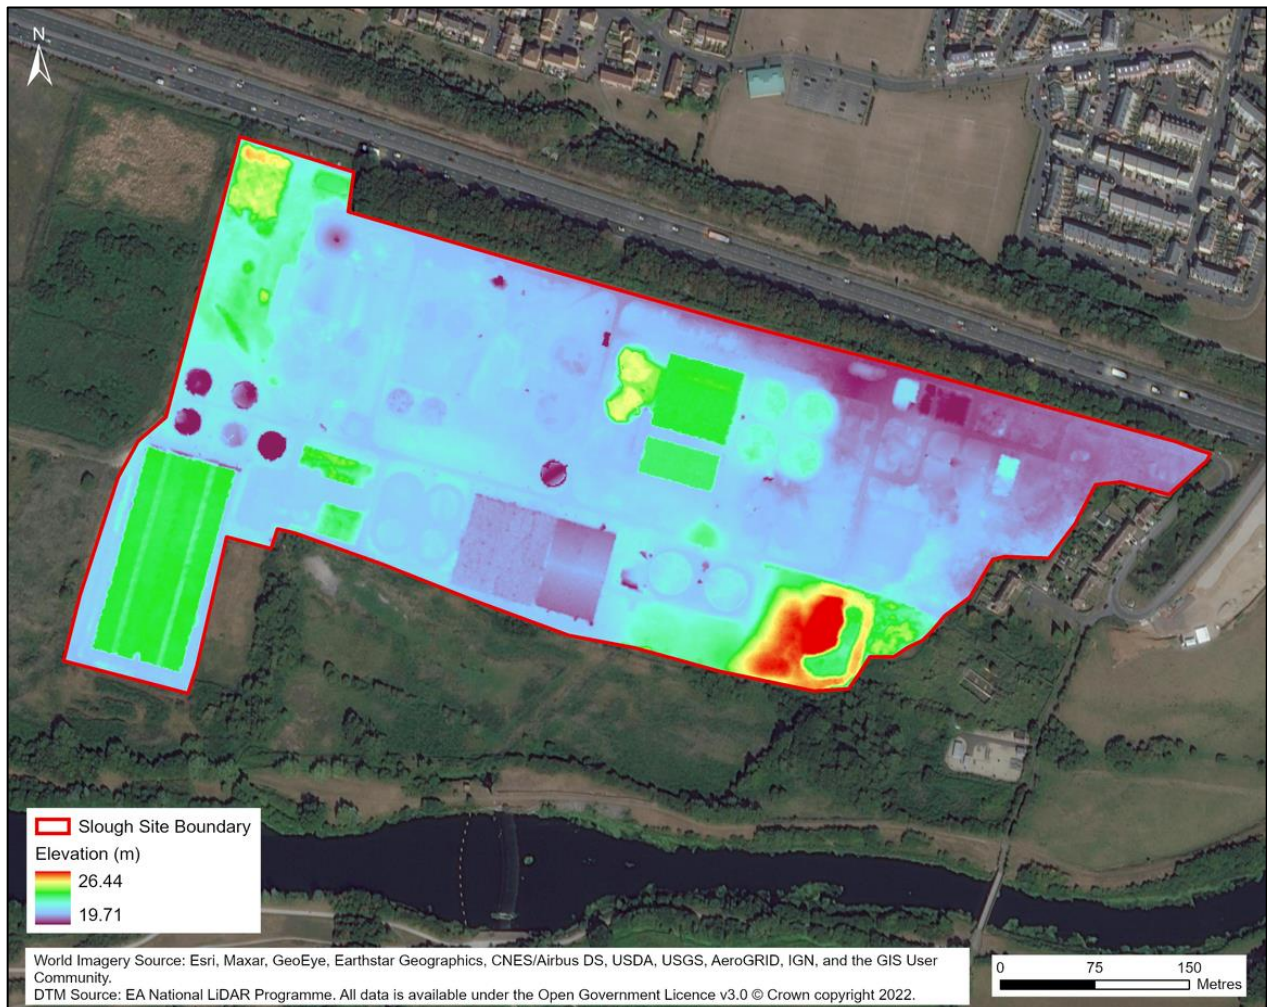 N
Slough Site Boundary
Elevation (m)
26.44
19.71
World Imagery Source: Esri, Maxar, GeoEye, Earthstar Geographics, CNES/Airbus DS, USDA, USGS, AeroGRID, IGN, and the GIS User
Community.
DTM Source: EA National LiDAR Programme. All data is available under the Open Government Licence v3.0 © Crown copyright 2022.
0 75 150
Metres